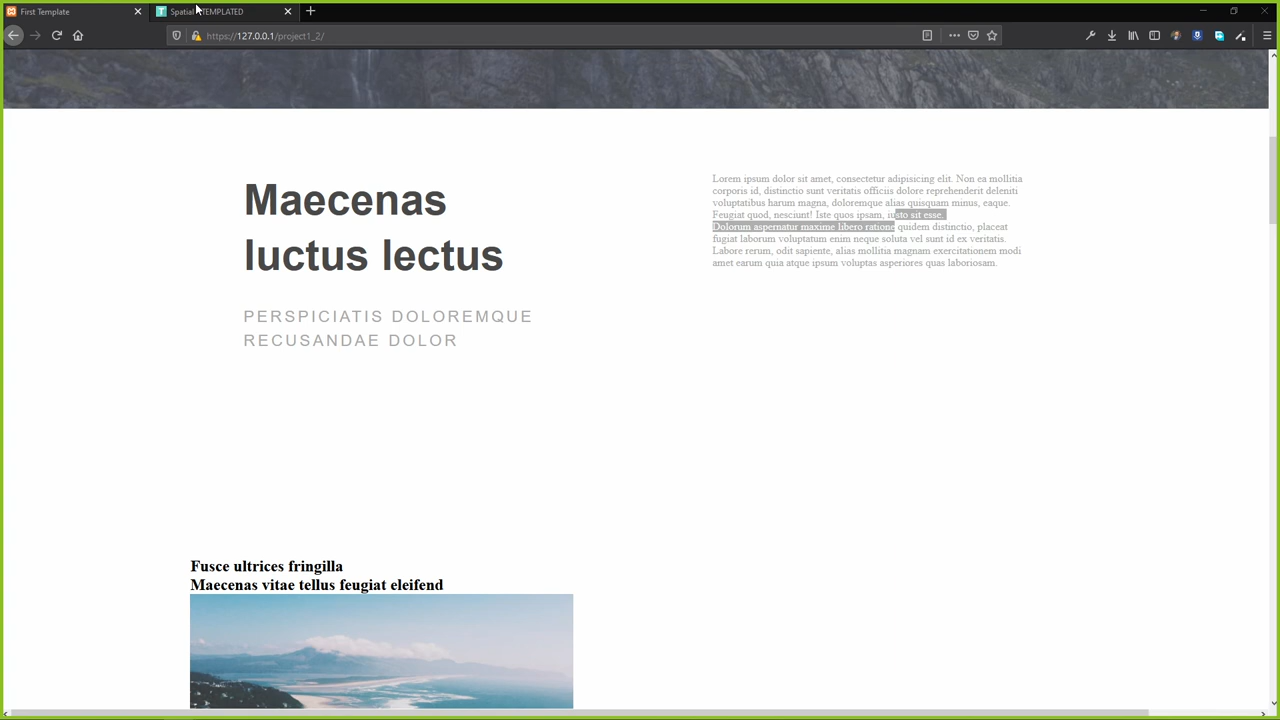 First Template
Spatial - TEMPLATED
https://127.0.0.1/project1_2/
Maecenas
luctus lectus
PERSPICIATIS DOLOREMQUE
RECUSANDAE DOLOR
Lorem ipsum dolor sit amet, consectetur adipisicing elit. Non ea mollitia
corporis id, distinctio sunt veritatis officiis dolore reprehenderit deleniti
voluptatibus harum magna, doloremque alias quisquam minus, eaque.
Feugiat quod, nesciunt! Iste quos ipsam, iusto sit esse.
Dolorum aspernatur maxime libero ratione quidem distinctio, placeat
fugiat laborum voluptatum enim neque soluta vel sunt id ex veritatis.
Labore rerum, odit sapiente, alias mollitia magnam exercitationem modi
amet earum quia atque ipsum voluptas asperiores quas laboriosam.
Fusce ultrices fringilla
Maecenas vitae tellus feugiat eleifend